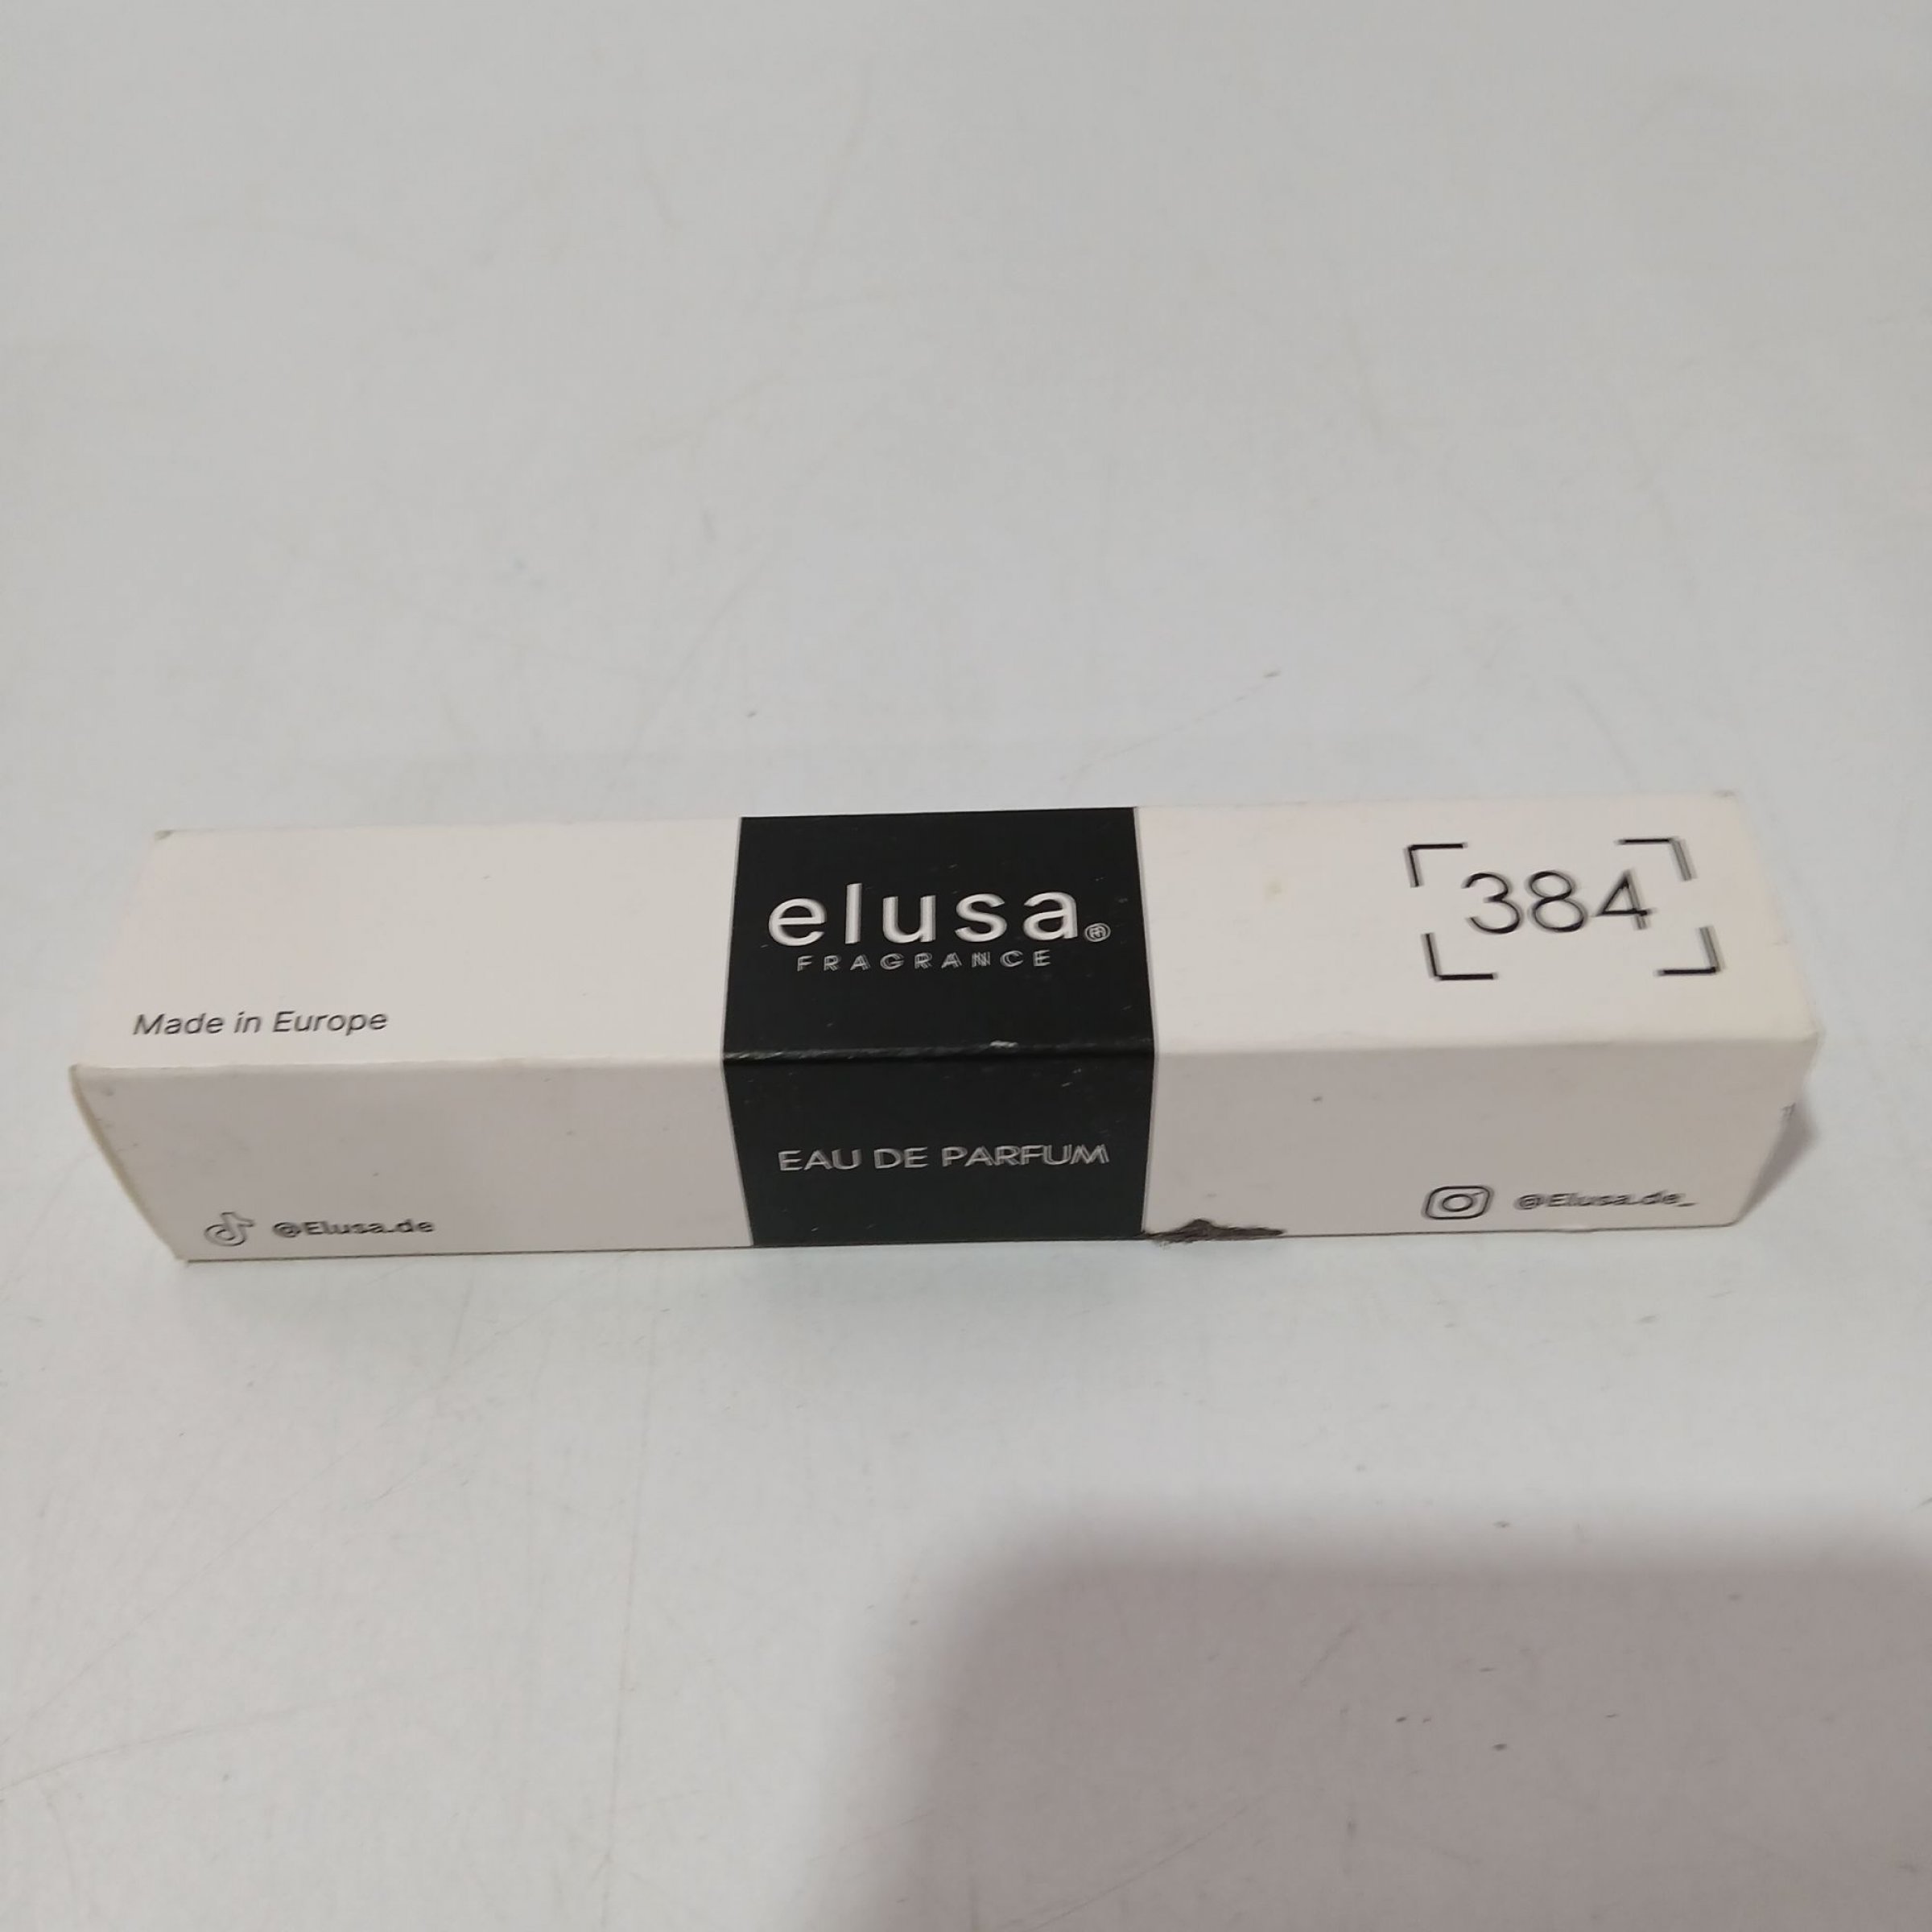 elusa®
FRAGRANCE
384
Made in Europe
EAU DE PARFUM
@Elusa.de
@Elusa.de_